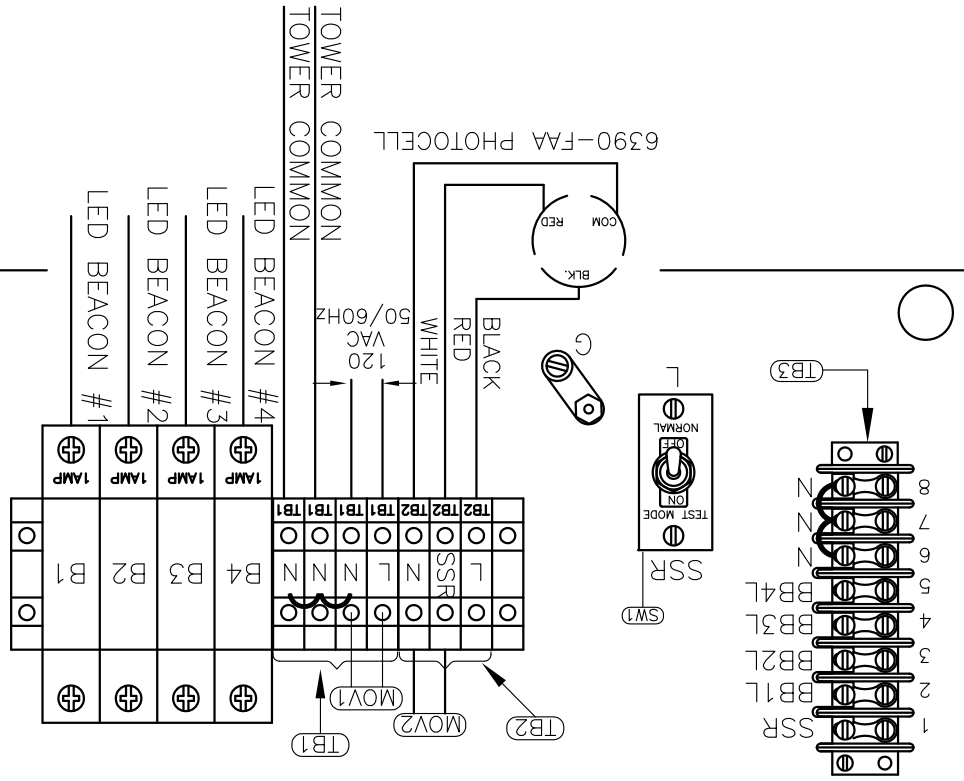 TOWER COMMON
TOWER COMMON
6390-FAA PHOTOCELL
COM
RED
BLK.
LED BEACON #1
LED BEACON #2
LED BEACON #3
LED BEACON #4
120
VAC
50/60Hz
WHITE
RED
BLACK
G
L
NORMAL
OFF
ON
TEST MODE
SSR
SW1
TB3
1AMP
1AMP
1AMP
1AMP
B1
B2
B3
B4
TB1
TB1
TB1
TB1
TB2
TB2
TB2
N
N
N
L
N
SSR
L
MOV1
MOV2
TB1
TB2
8 N
7 N
6 N
5 BB4L
4 BB3L
3 BB2L
2 BB1L
1 SSR